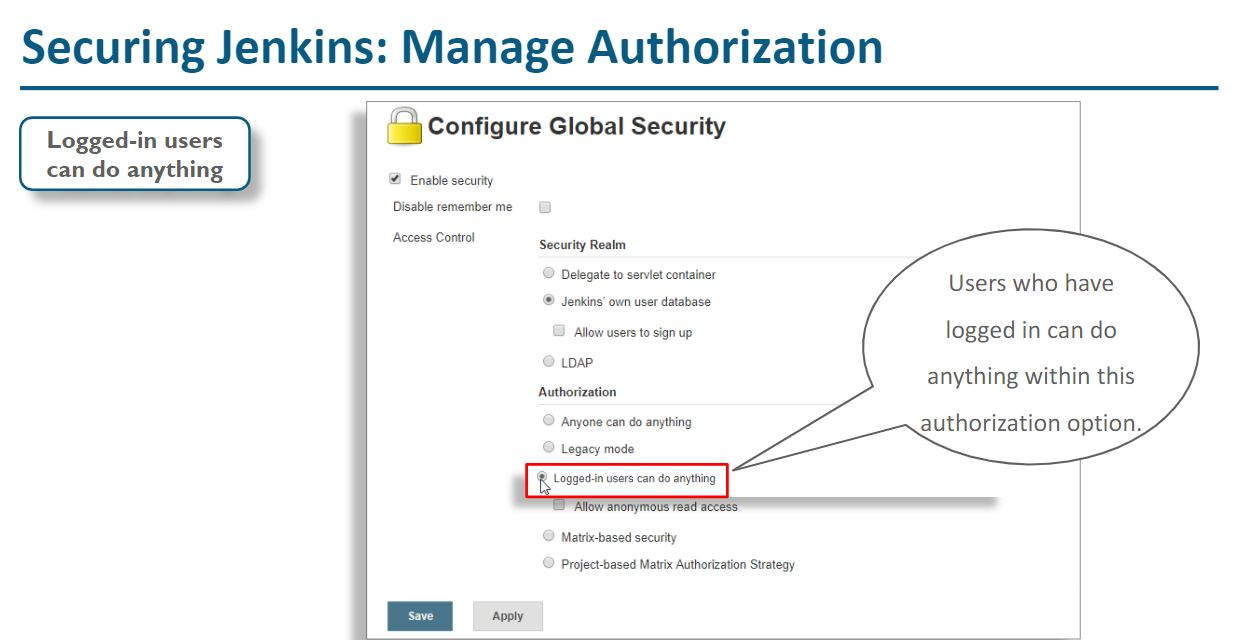 Securing Jenkins: Manage Authorization
Logged-in users
can do anything
Configure Global Security
Enable security
Disable remember me
Access Control
Security Realm
Delegate to servlet container
Jenkins' own user database
Allow users to sign up
LDAP
Authorization
Anyone can do anything
Legacy mode
Logged-in users can do anything
Allow anonymous read access
Matrix-based security
Project-based Matrix Authorization Strategy
Save
Apply
Users who have
logged in can do
anything within this
authorization option.